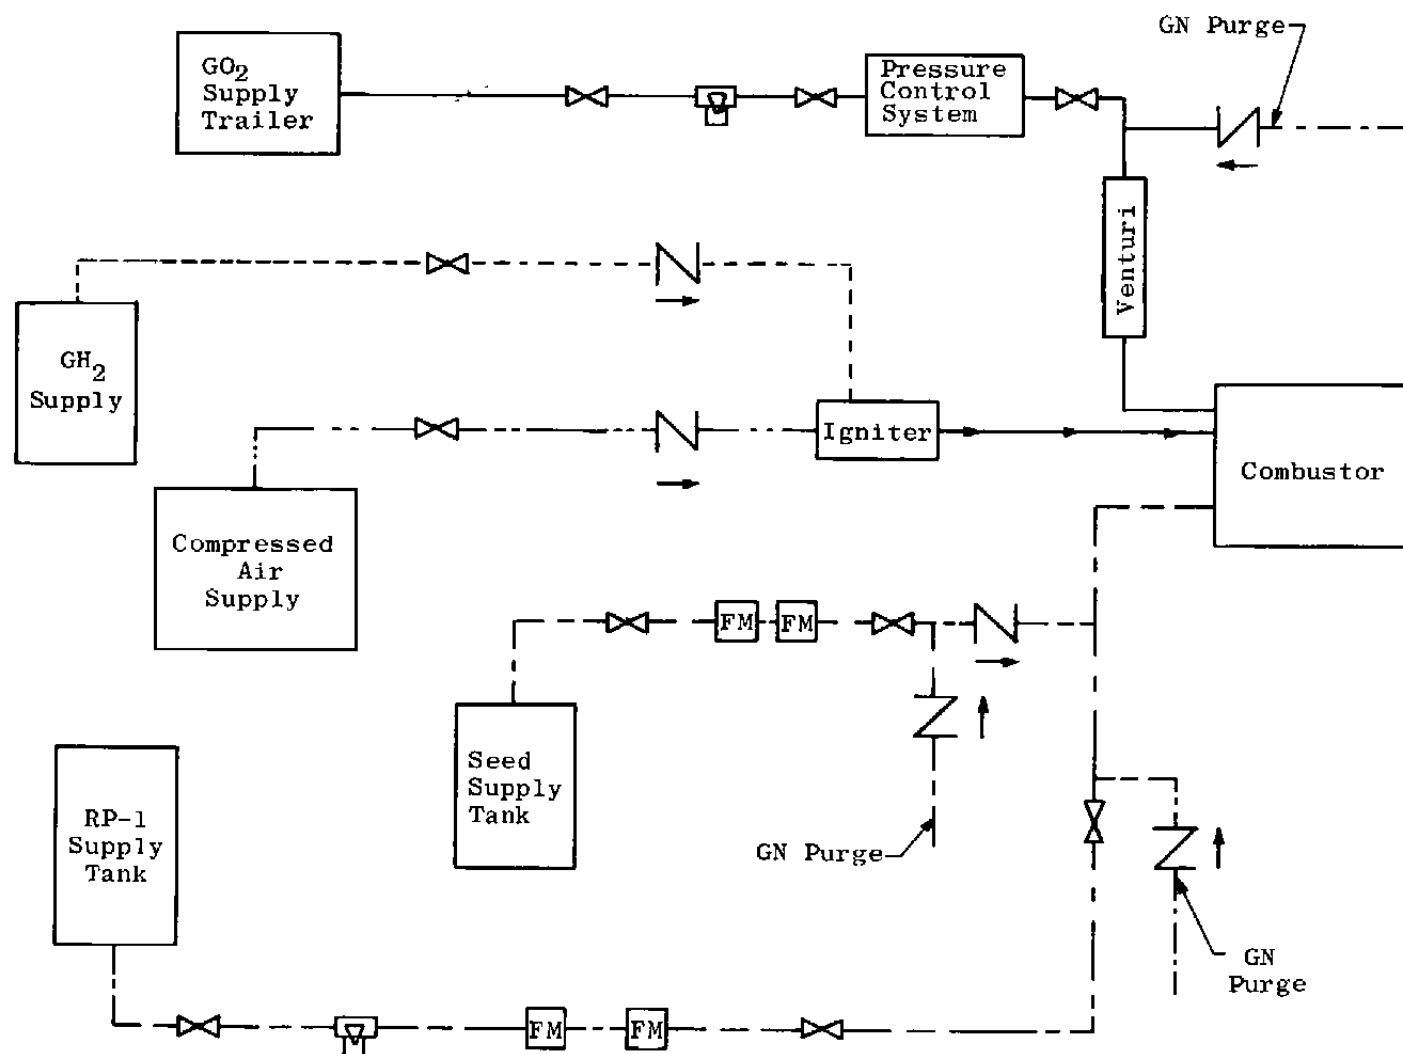 GN Purge
GO2
Supply
Trailer
Pressure
Control
System
Venturi
GH2
Supply
Igniter
Combustor
Compressed
Air
Supply
FM
FM
Seed
Supply
Tank
RP-1
Supply
Tank
GN Purge
GN
Purge
FM
FM